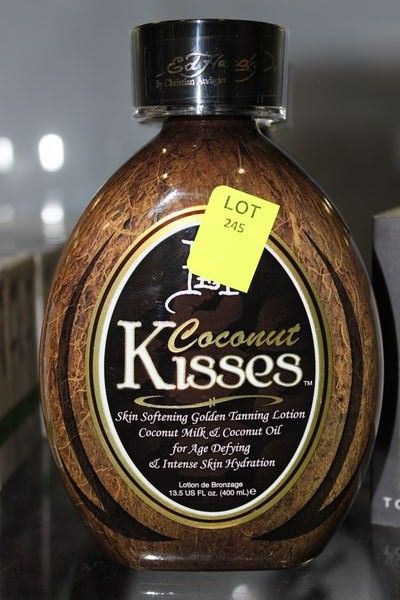 Ed Hardy
By Christian Audigier
LOT
245
Coconut
Kisses™
Skin Softening Golden Tanning Lotion
Coconut Milk & Coconut Oil
for Age Defying
& Intense Skin Hydration
Lotion de Bronzage
13.5 US FL oz. (400 mL) ℮